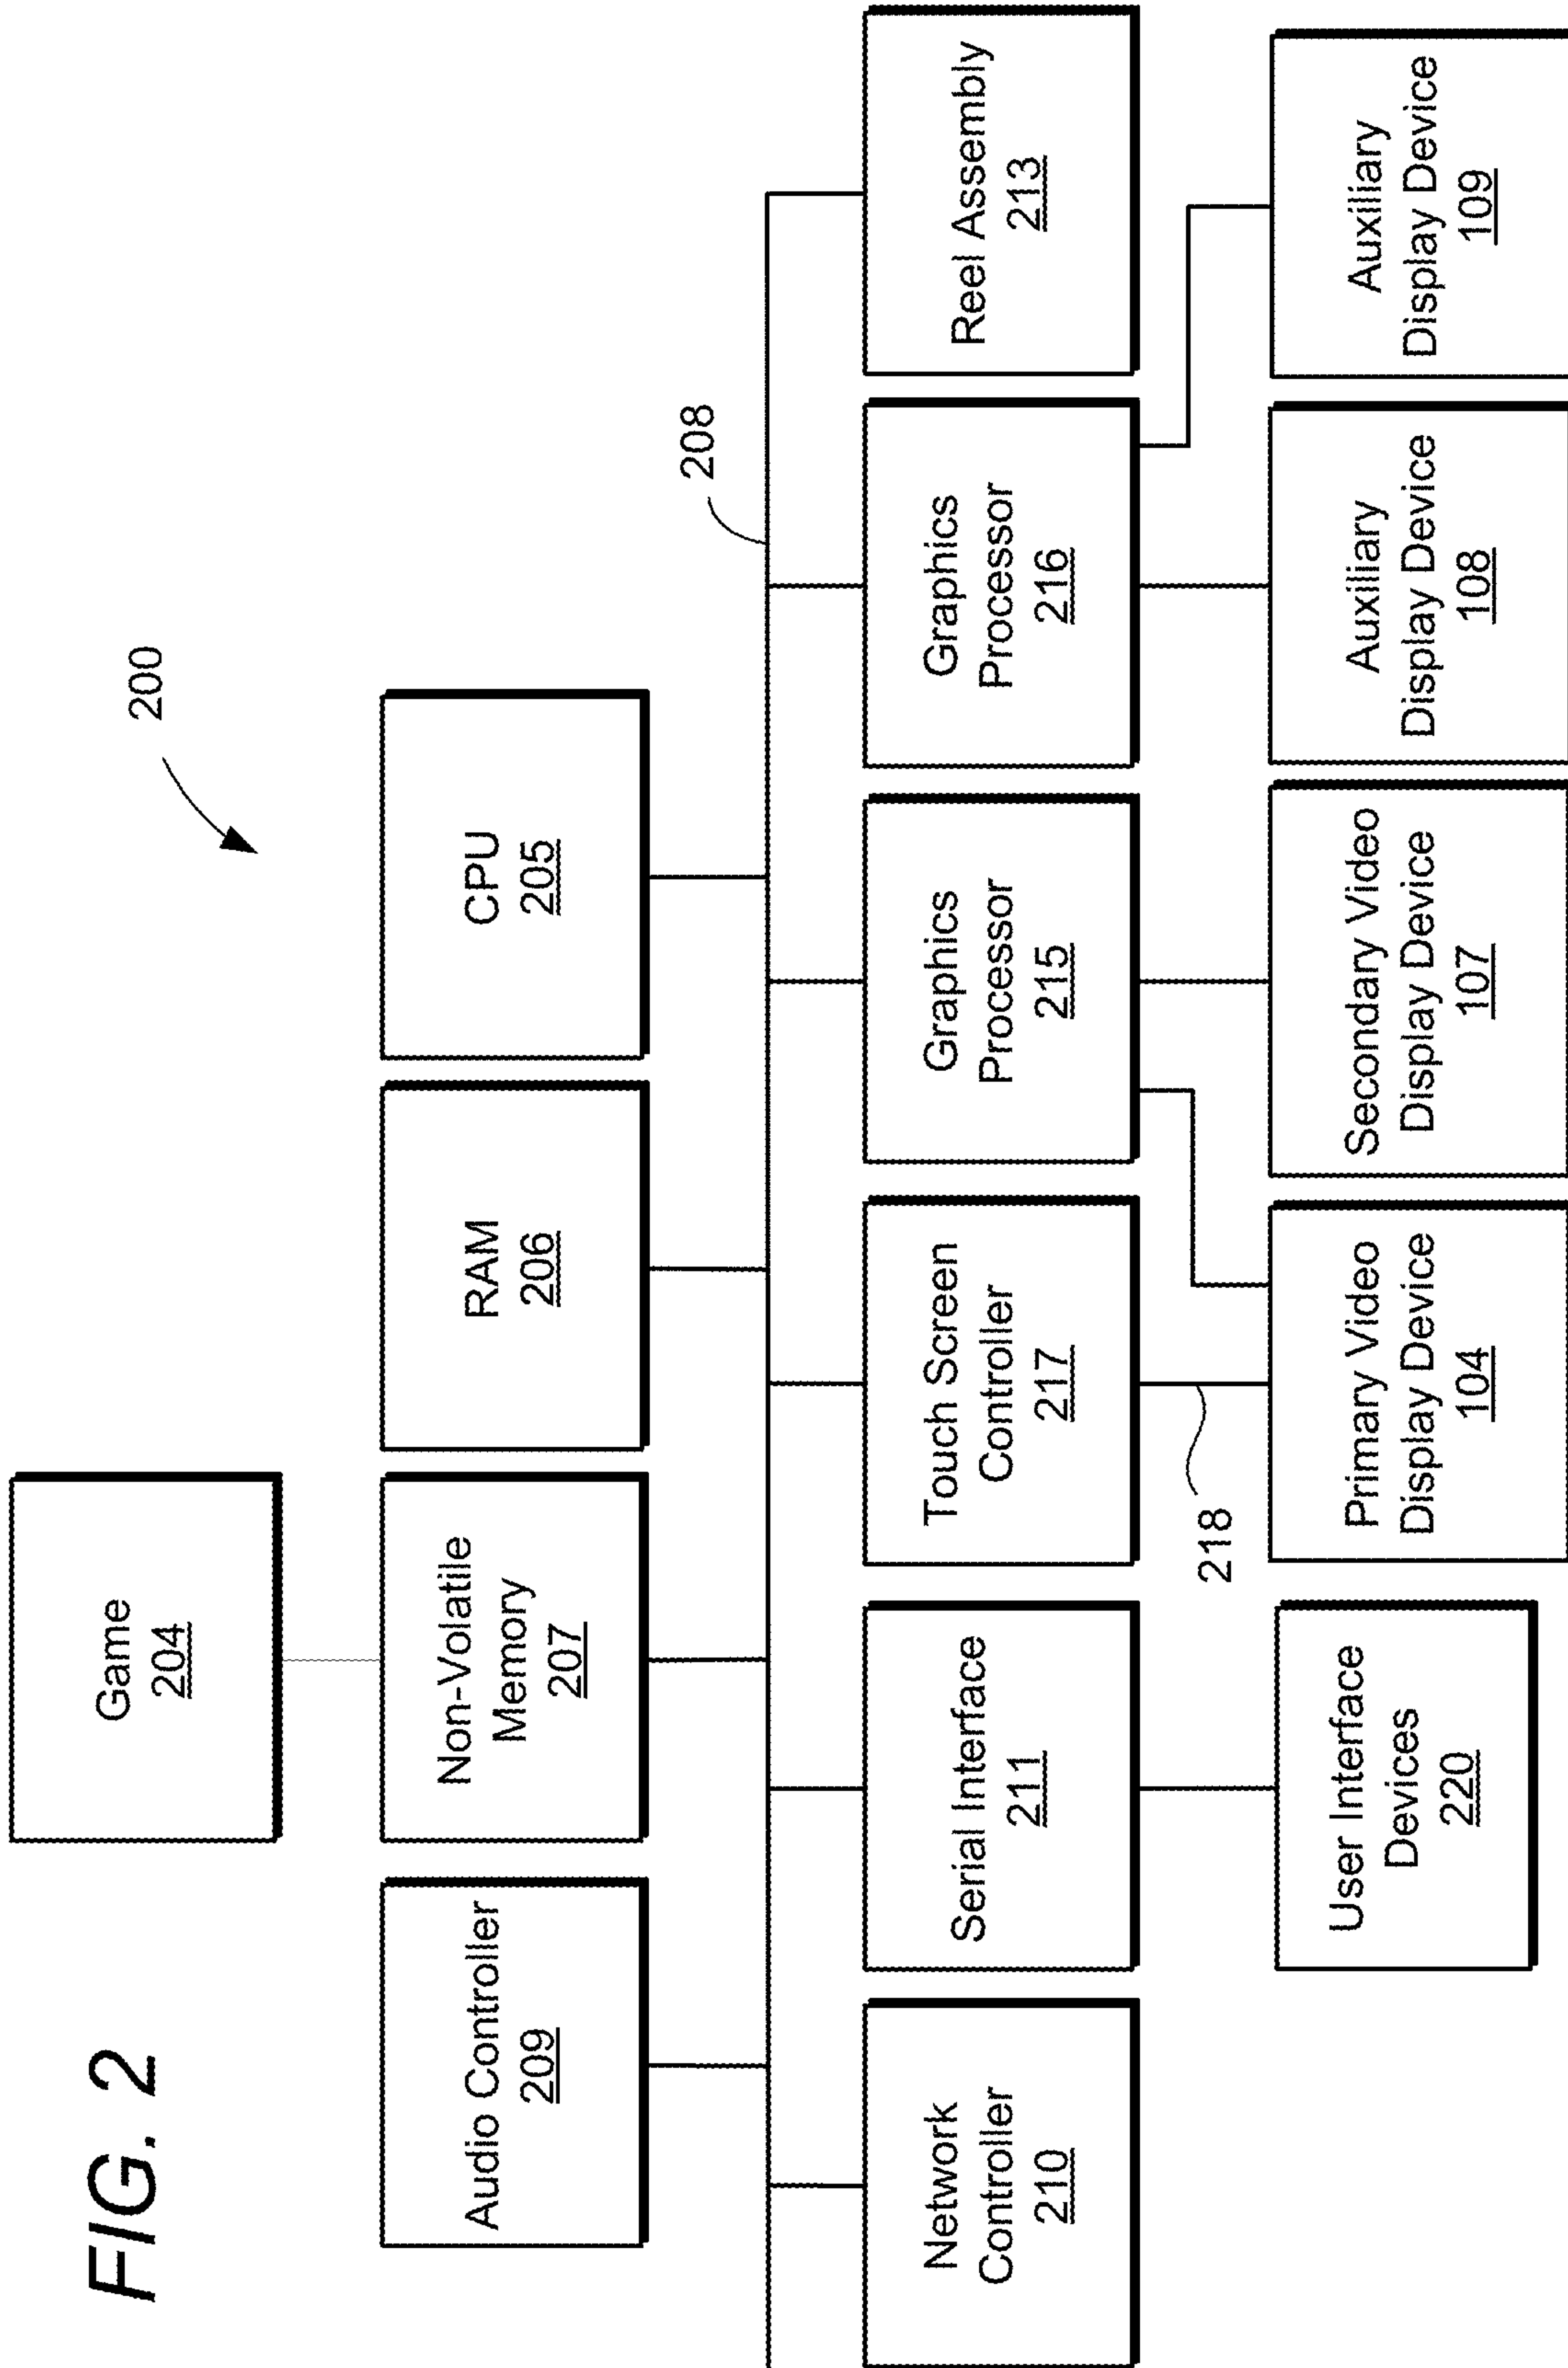 FIG. 2
200
Game
204
Audio Controller
209
Non-Volatile
Memory
207
RAM
206
CPU
205
208
Network
Controller
210
Serial Interface
211
Touch Screen
Controller
217
Graphics
Processor
215
Graphics
Processor
216
Reel Assembly
213
218
User Interface
Devices
220
Primary Video
Display Device
104
Secondary Video
Display Device
107
Auxiliary
Display Device
108
Auxiliary
Display Device
109